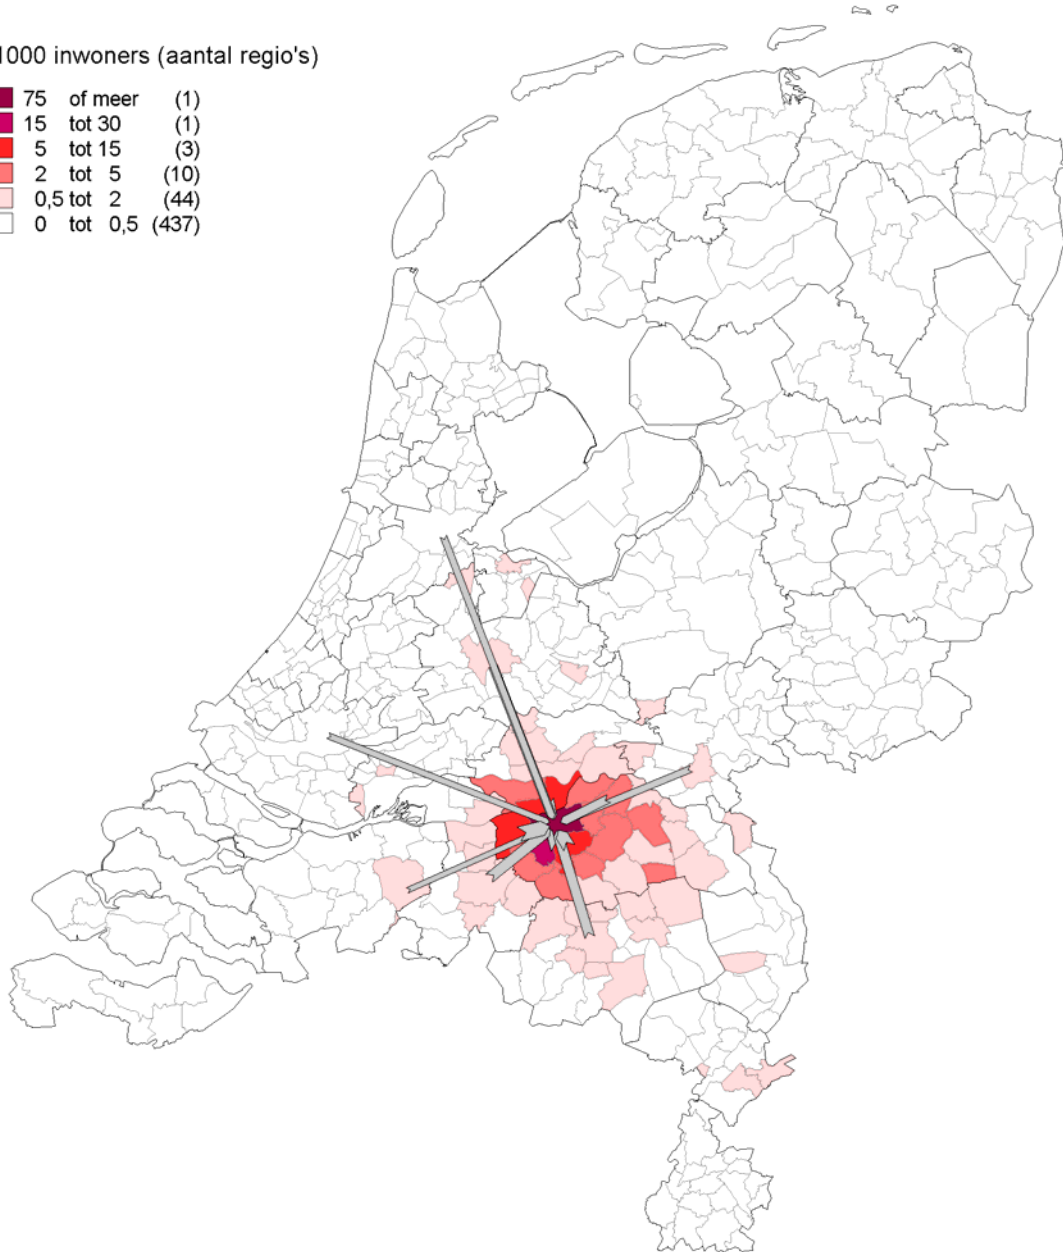 1000 inwoners (aantal regio's)
75 of meer (1)
15 tot 30 (1)
5 tot 15 (3)
2 tot 5 (10)
0,5 tot 2 (44)
0 tot 0,5 (437)